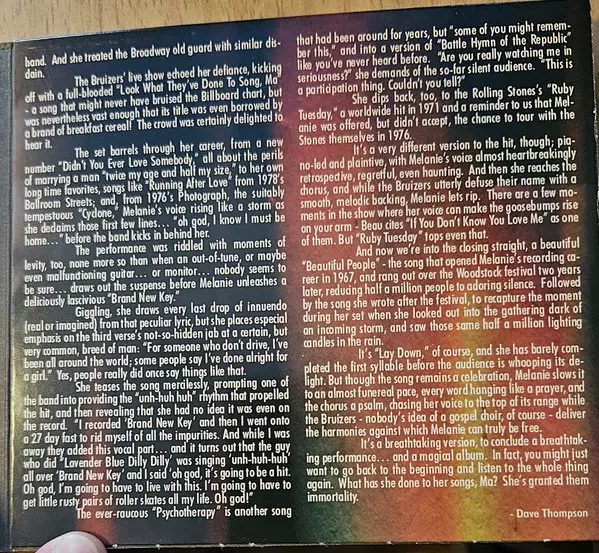 hand. And she treated the Broadway old guard with similar dis-
dain.
The Bruizers' live show echoed her defiance, kicking
off with a full-blooded "Look What They've Done To Song, Ma"
- a song that might never have bruised the Billboard chart, but
was nevertheless vast enough that its title was even borrowed by
a brand of breakfast cereal! The crowd was certainly delighted to
hear it.
The set barrels through her career, from a new
number "Didn't You Ever Love Somebody," all about the perils
of marrying a man "twice my age and half my size," to her own
long time favorites, songs like "Running After Love" from 1978's
Ballroom Streets; and, from 1976's Photograph, the suitably
tempestuous "Cyclone," Melanie's voice rising like a storm as
she declaims those first few lines... "oh god, I know I must be
home..." before the band kicks in behind her.
The performance was riddled with moments of
levity, too, none more so than when an out-of-tune, or maybe
even malfunctioning guitar... or monitor... nobody seems to
be sure... draws out the suspense before Melanie unleashes a
deliciously lascivious "Brand New Key."
Giggling, she draws every last drop of innuendo
(real or imagined) from that peculiar lyric, but she places especial
emphasis on the third verse's not-so-hidden jab at a certain, but
very common, breed of man: "For someone who don't drive, I've
been all around the world; some people say I've done alright for
a girl." Yes, people really did once say things like that.
She teases the song mercilessly, prompting one of
the band into providing the "unh-huh huh" rhythm that propelled
the hit, and then revealing that she had no idea it was even on
the record. "I recorded 'Brand New Key' and then I went onto
a 27 day fast to rid myself of all the impurities. And while I was
away they added this vocal part... and it turns out that the guy
who did "Lavender Blue Dilly Dilly' was singing 'unh-huh-huh'
all over 'Brand New Key' and I said 'oh god, it's going to be a hit.
Oh god, I'm going to have to live with this. I'm going to have to
get little rusty pairs of roller skates all my life. Oh god!"
The ever-raucous "Psychotherapy" is another song
that had been around for years, but "some of you might remem-
ber this," and into a version of "Battle Hymn of the Republic"
like you've never heard before. "Are you really watching me in
seriousness?" she demands of the so-far silent audience. "This is
a participation thing. Couldn't you tell?"
She dips back, too, to the Rolling Stones's "Ruby
Tuesday," a worldwide hit in 1971 and a reminder to us that Mel-
anie was offered, but didn't accept, the chance to tour with the
Stones themselves in 1976.
It's a very different version to the hit, though; pia-
no-led and plaintive, with Melanie's voice almost heartbreakingly
retrospective, regretful, even haunting. And then she reaches the
chorus, and while the Bruizers utterly defuse their name with a
smooth, melodic backing, Melanie lets rip. There are a few mo-
ments in the show where her voice can make the goosebumps rise
on your arm - Beau cites "If You Don't Know You Love Me" as one
of them. But "Ruby Tuesday" tops even that.
And now we're into the closing straight, a beautiful
"Beautiful People" - the song that opened Melanie's recording ca-
reer in 1967, and rang out over the Woodstock festival two years
later, reducing half a million people to adoring silence. Followed
by the song she wrote after the festival, to recapture the moment
during her set when she looked out into the gathering dark of
an incoming storm, and saw those same half a million lighting
candles in the rain.
It's "Lay Down," of course, and she has barely com-
pleted the first syllable before the audience is whooping its de-
light. But though the song remains a celebration, Melanie slows it
to an almost funereal pace, every word hanging like a prayer, and
the chorus a psalm, chasing her voice to the top of its range while
the Bruizers - nobody's idea of a gospel choir, of course - deliver
the harmonies against which Melanie can truly be free.
It's a breathtaking version, to conclude a breathtak-
ing performance... and a magical album. In fact, you might just
want to go back to the beginning and listen to the whole thing
again. What has she done to her songs, Ma? She's granted them
immortality.
- Dave Thompson